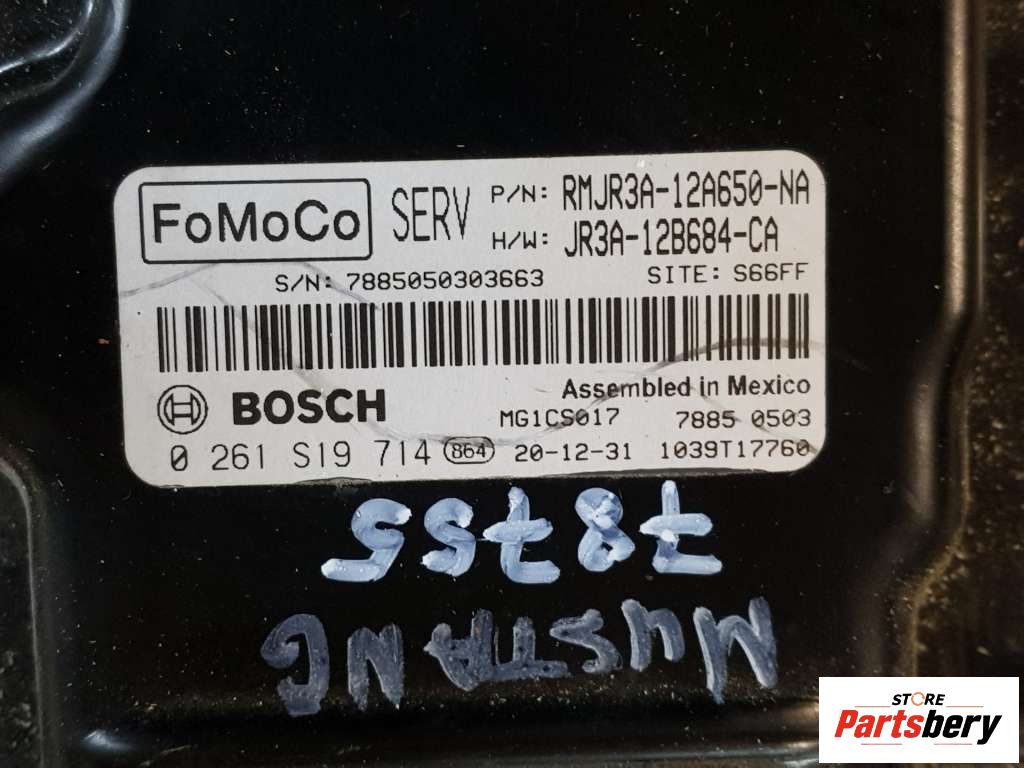 FoMoCo SERV P/N: RMJR3A-12A650-NA
H/W: JR3A-12B684-CA
S/N: 7885050303663 SITE: S66FF
Assembled in Mexico
BOSCH MG1CS017 7885 0503
0 261 S19 714 864 20-12-31 1039T17760
78755
MUSTANG
STORE
Partsbery